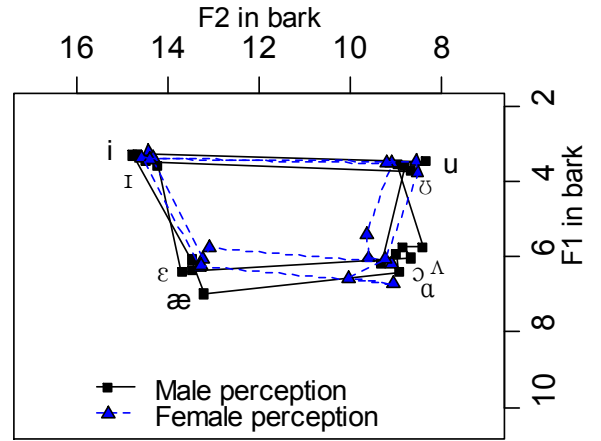 F2 in bark
16 14 12 10 8
2
i
u
ɪ
ʊ
4
F1 in bark
6
ɛ
ɔ ʌ
æ
ɑ
8
Male perception
10
Female perception